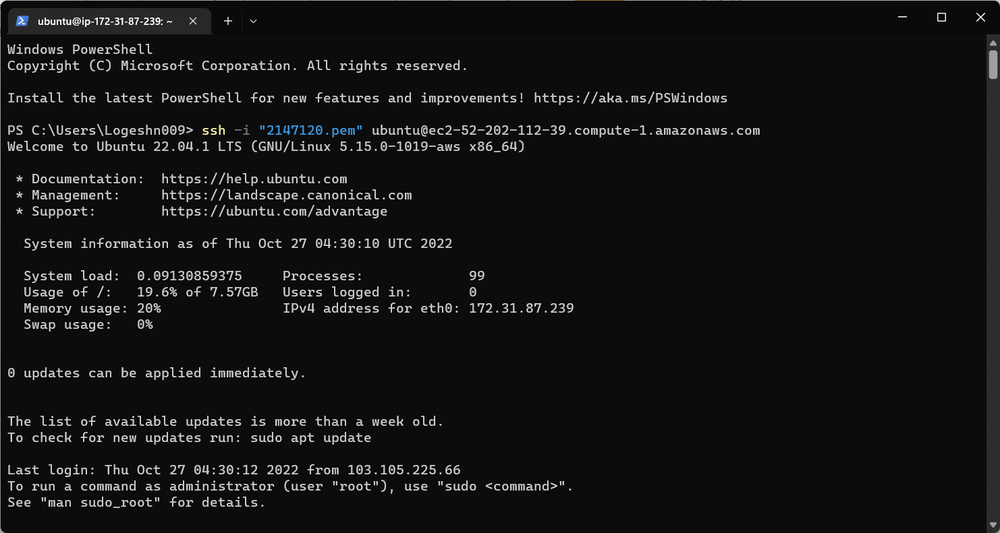 ubuntu@ip-172-31-87-239: ~
Windows PowerShell
Copyright (C) Microsoft Corporation. All rights reserved.
Install the latest PowerShell for new features and improvements! https://aka.ms/PSWindows
PS C:\Users\Logeshn009> ssh -i "2147120.pem" ubuntu@ec2-52-202-112-39.compute-1.amazonaws.com
Welcome to Ubuntu 22.04.1 LTS (GNU/Linux 5.15.0-1019-aws x86_64)
* Documentation:  https://help.ubuntu.com
* Management:     https://landscape.canonical.com
* Support:        https://ubuntu.com/advantage
System information as of Thu Oct 27 04:30:10 UTC 2022
System load:  0.09130859375     Processes:             99
Usage of /:   19.6% of 7.57GB   Users logged in:       0
Memory usage: 20%               IPv4 address for eth0: 172.31.87.239
Swap usage:   0%
0 updates can be applied immediately.
The list of available updates is more than a week old.
To check for new updates run: sudo apt update
Last login: Thu Oct 27 04:30:12 2022 from 103.105.225.66
To run a command as administrator (user "root"), use "sudo <command>".
See "man sudo_root" for details.